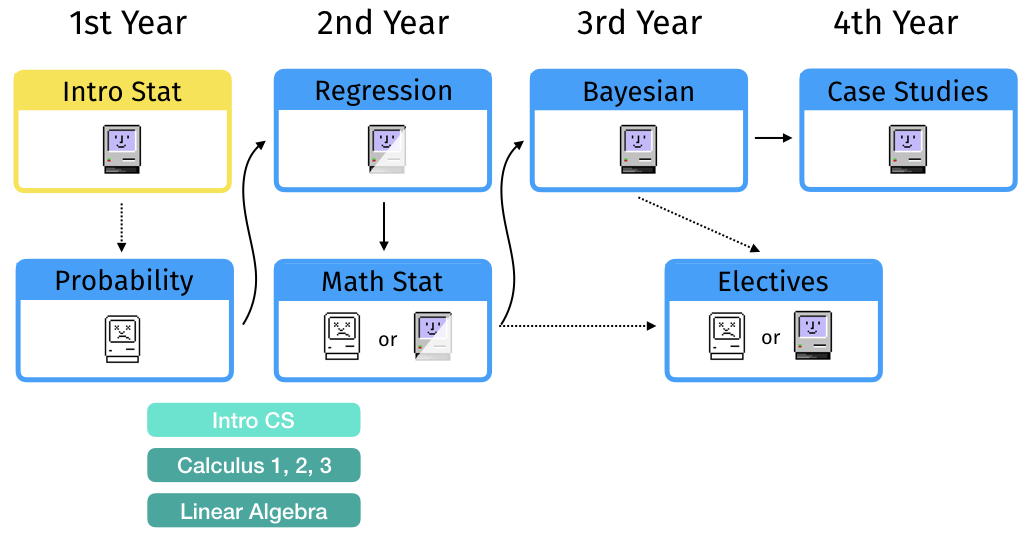 1st Year
2nd Year
3rd Year
4th Year
Intro Stat
Regression
Bayesian
Case Studies
Probability
Math Stat
or
Electives
or
Intro CS
Calculus 1, 2, 3
Linear Algebra